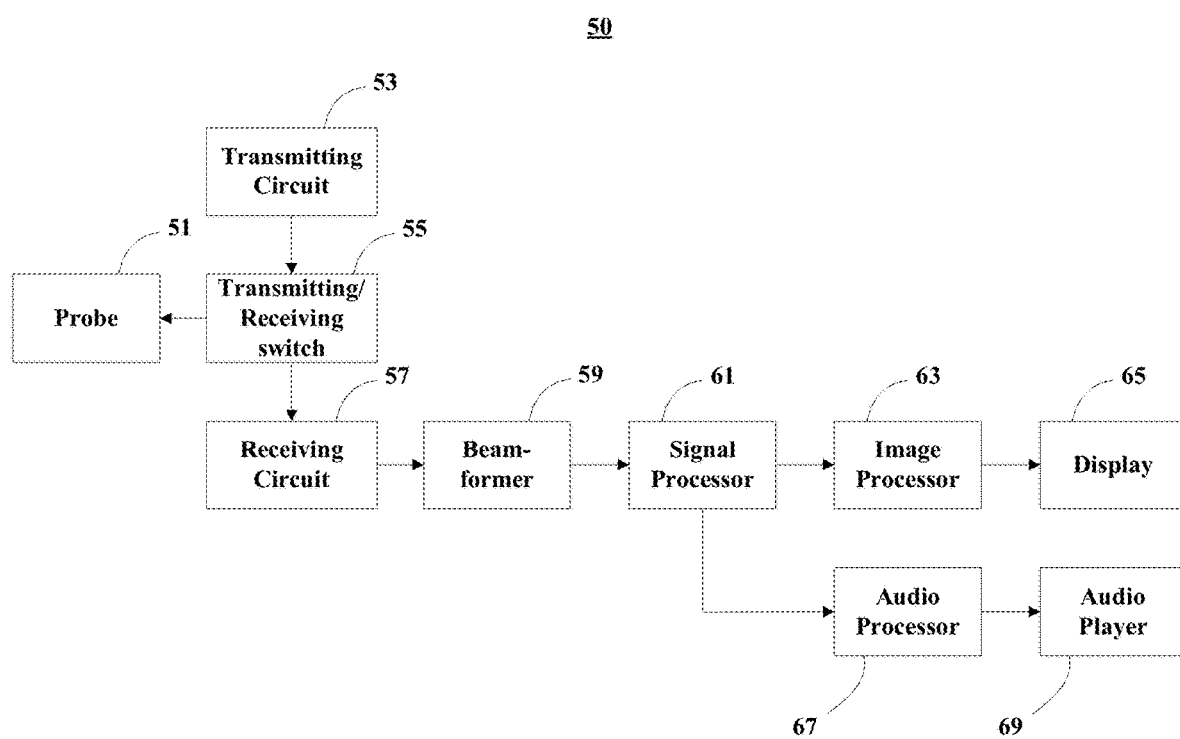 50
53
Transmitting
Circuit
51
55
Probe
Transmitting/
Receiving
switch
57
59
61
63
65
Receiving
Circuit
Beam-
former
Signal
Processor
Image
Processor
Display
Audio
Processor
Audio
Player
67
69